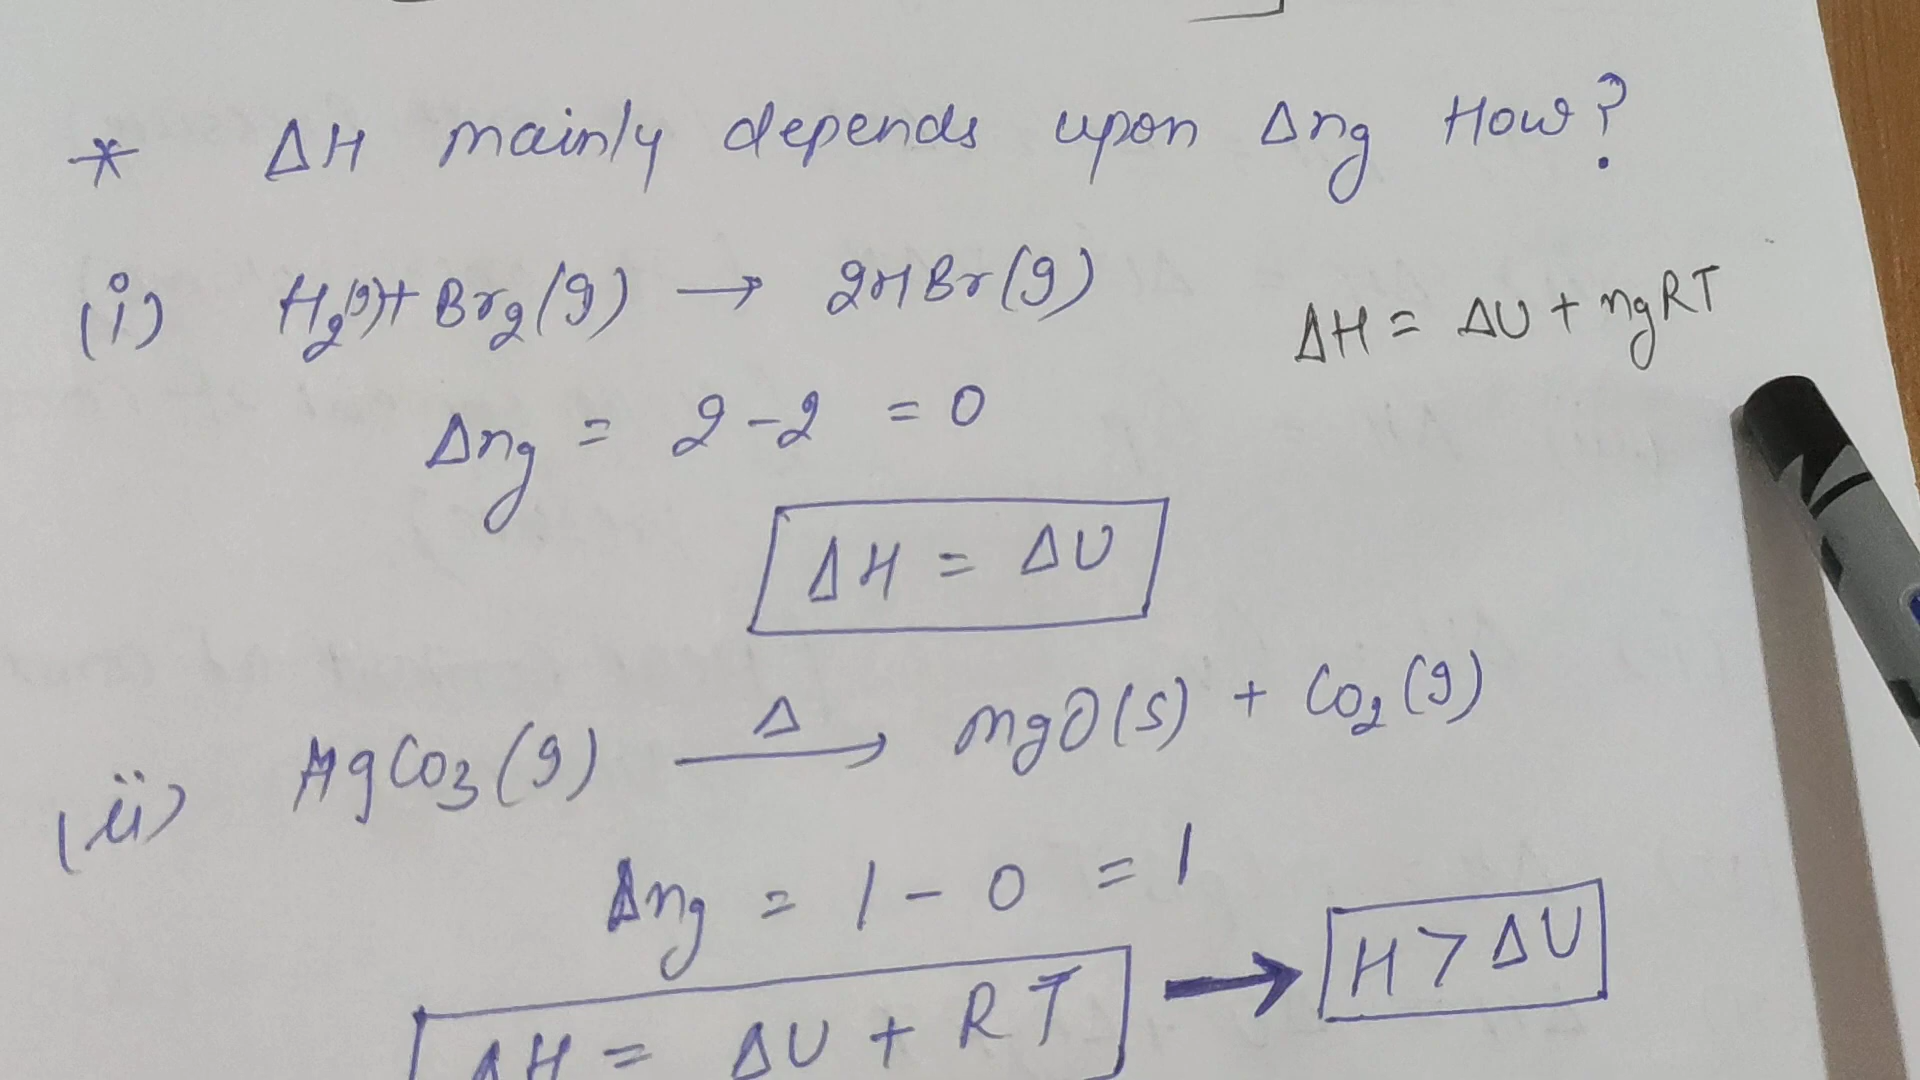 * ΔH mainly depends upon Δng How?
(i) H2(g)+ Br2(g) → 2HBr(g)
ΔH = ΔU + ngRT
Δng = 2-2 = 0
ΔH = ΔU
(ii) MgCo3(g) Δ→ mgO(s) + Co2(g)
Δng = 1 - 0 = 1
ΔH = ΔU + RT → H > ΔU